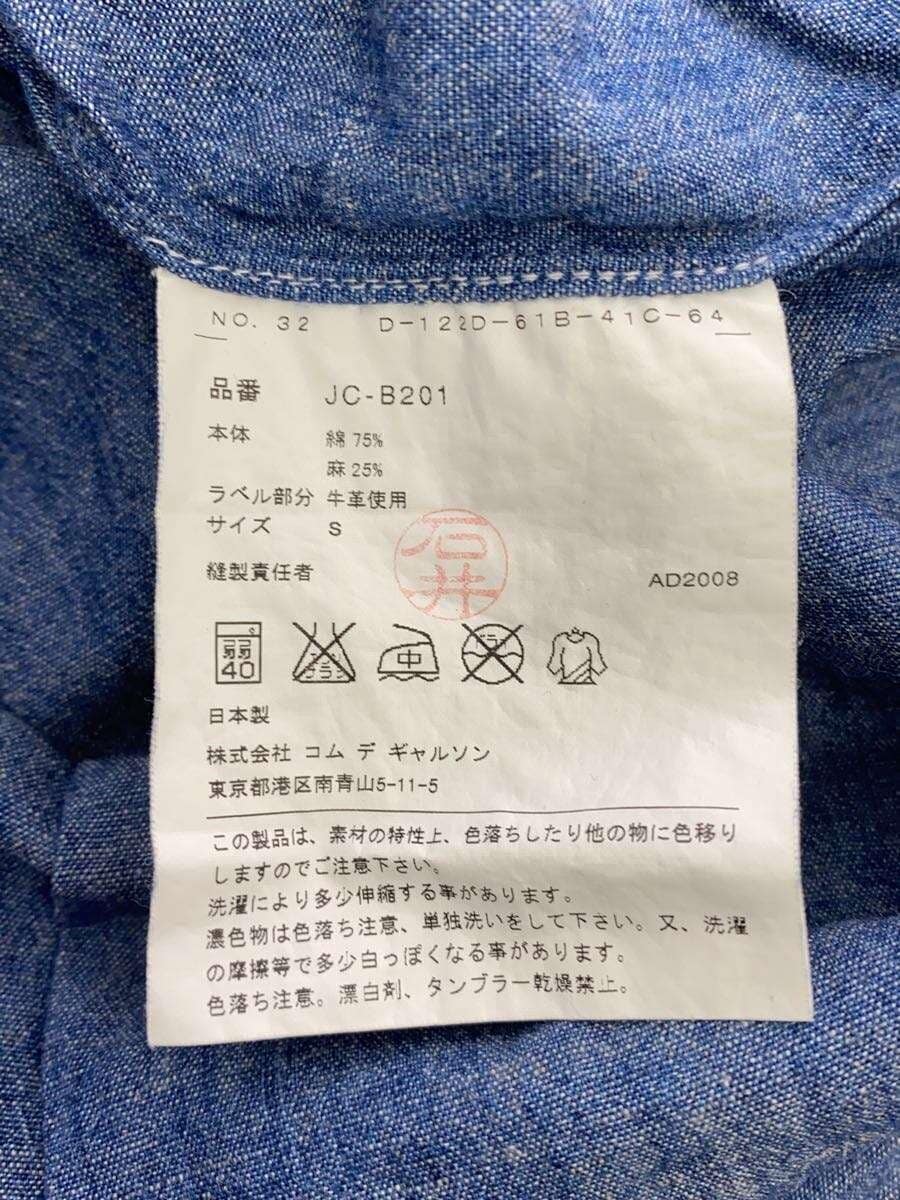 NO. 32 D-122D-61B-41C-64
品番 JC-B201
本体 綿 75%
麻 25%
ラベル部分 牛革使用
サイズ S
石井
縫製責任者 AD2008
弱 40
中
日本製
株式会社 コム デ ギャルソン
東京都港区南青山5-11-5
この製品は、素材の特性上、色落ちしたり他の物に色移り
しますのでご注意下さい。
洗濯により多少伸縮する事があります。
濃色物は色落ち注意、単独洗いをして下さい。又、洗濯
の摩擦等で多少白っぽくなる事があります。
色落ち注意。漂白剤、タンブラー乾燥禁止。